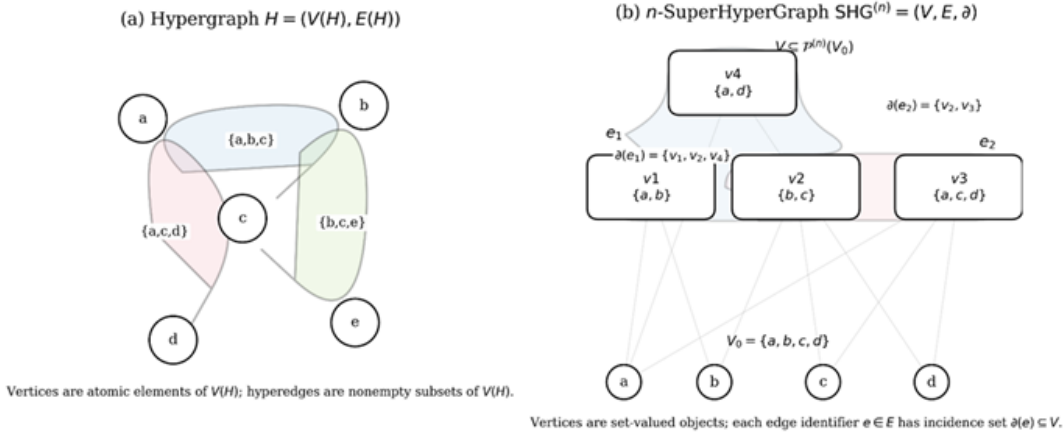 (a) Hypergraph H = (V(H), E(H))
a
b
{a,b,c}
c
{a,c,d}
{b,c,e}
d
e
Vertices are atomic elements of V(H); hyperedges are nonempty subsets of V(H).
(b) n-SuperHyperGraph SHG⁽ⁿ⁾ = (V, E, ∂)
V ⊆ 𝒫⁽ⁿ⁾(V₀)
v4
{a, d}
∂(e₂) = {v₂, v₃}
e₁
e₂
∂(e₁) = {v₁, v₂, v₄}
v1
{a, b}
v2
{b, c}
v3
{a, c, d}
V₀ = {a, b, c, d}
a
b
c
d
Vertices are set-valued objects; each edge identifier e ∈ E has incidence set ∂(e) ⊆ V.